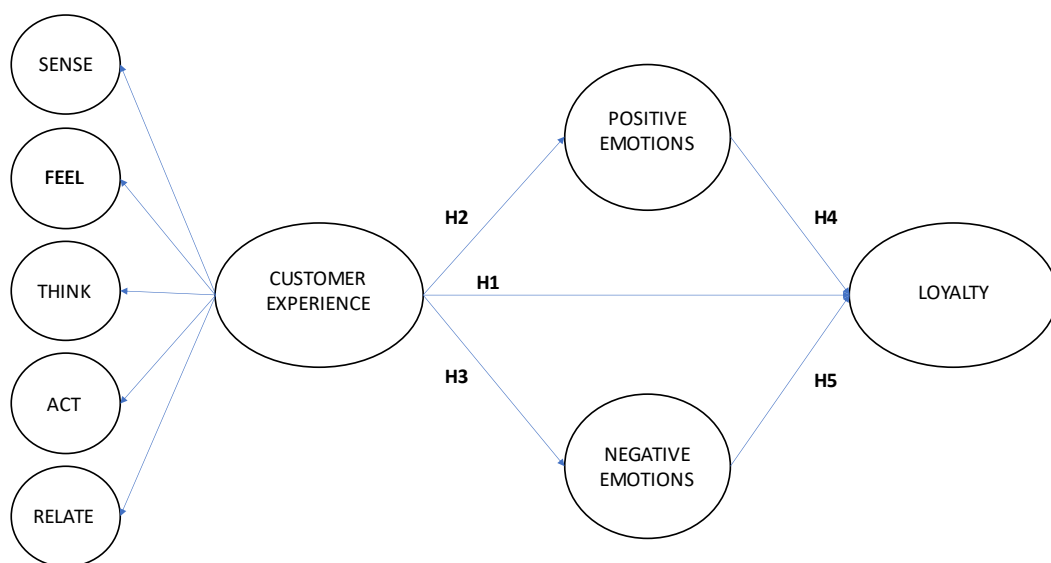 SENSE
FEEL
THINK
ACT
RELATE
CUSTOMER
EXPERIENCE
H2
H1
H3
POSITIVE
EMOTIONS
NEGATIVE
EMOTIONS
H4
H5
LOYALTY